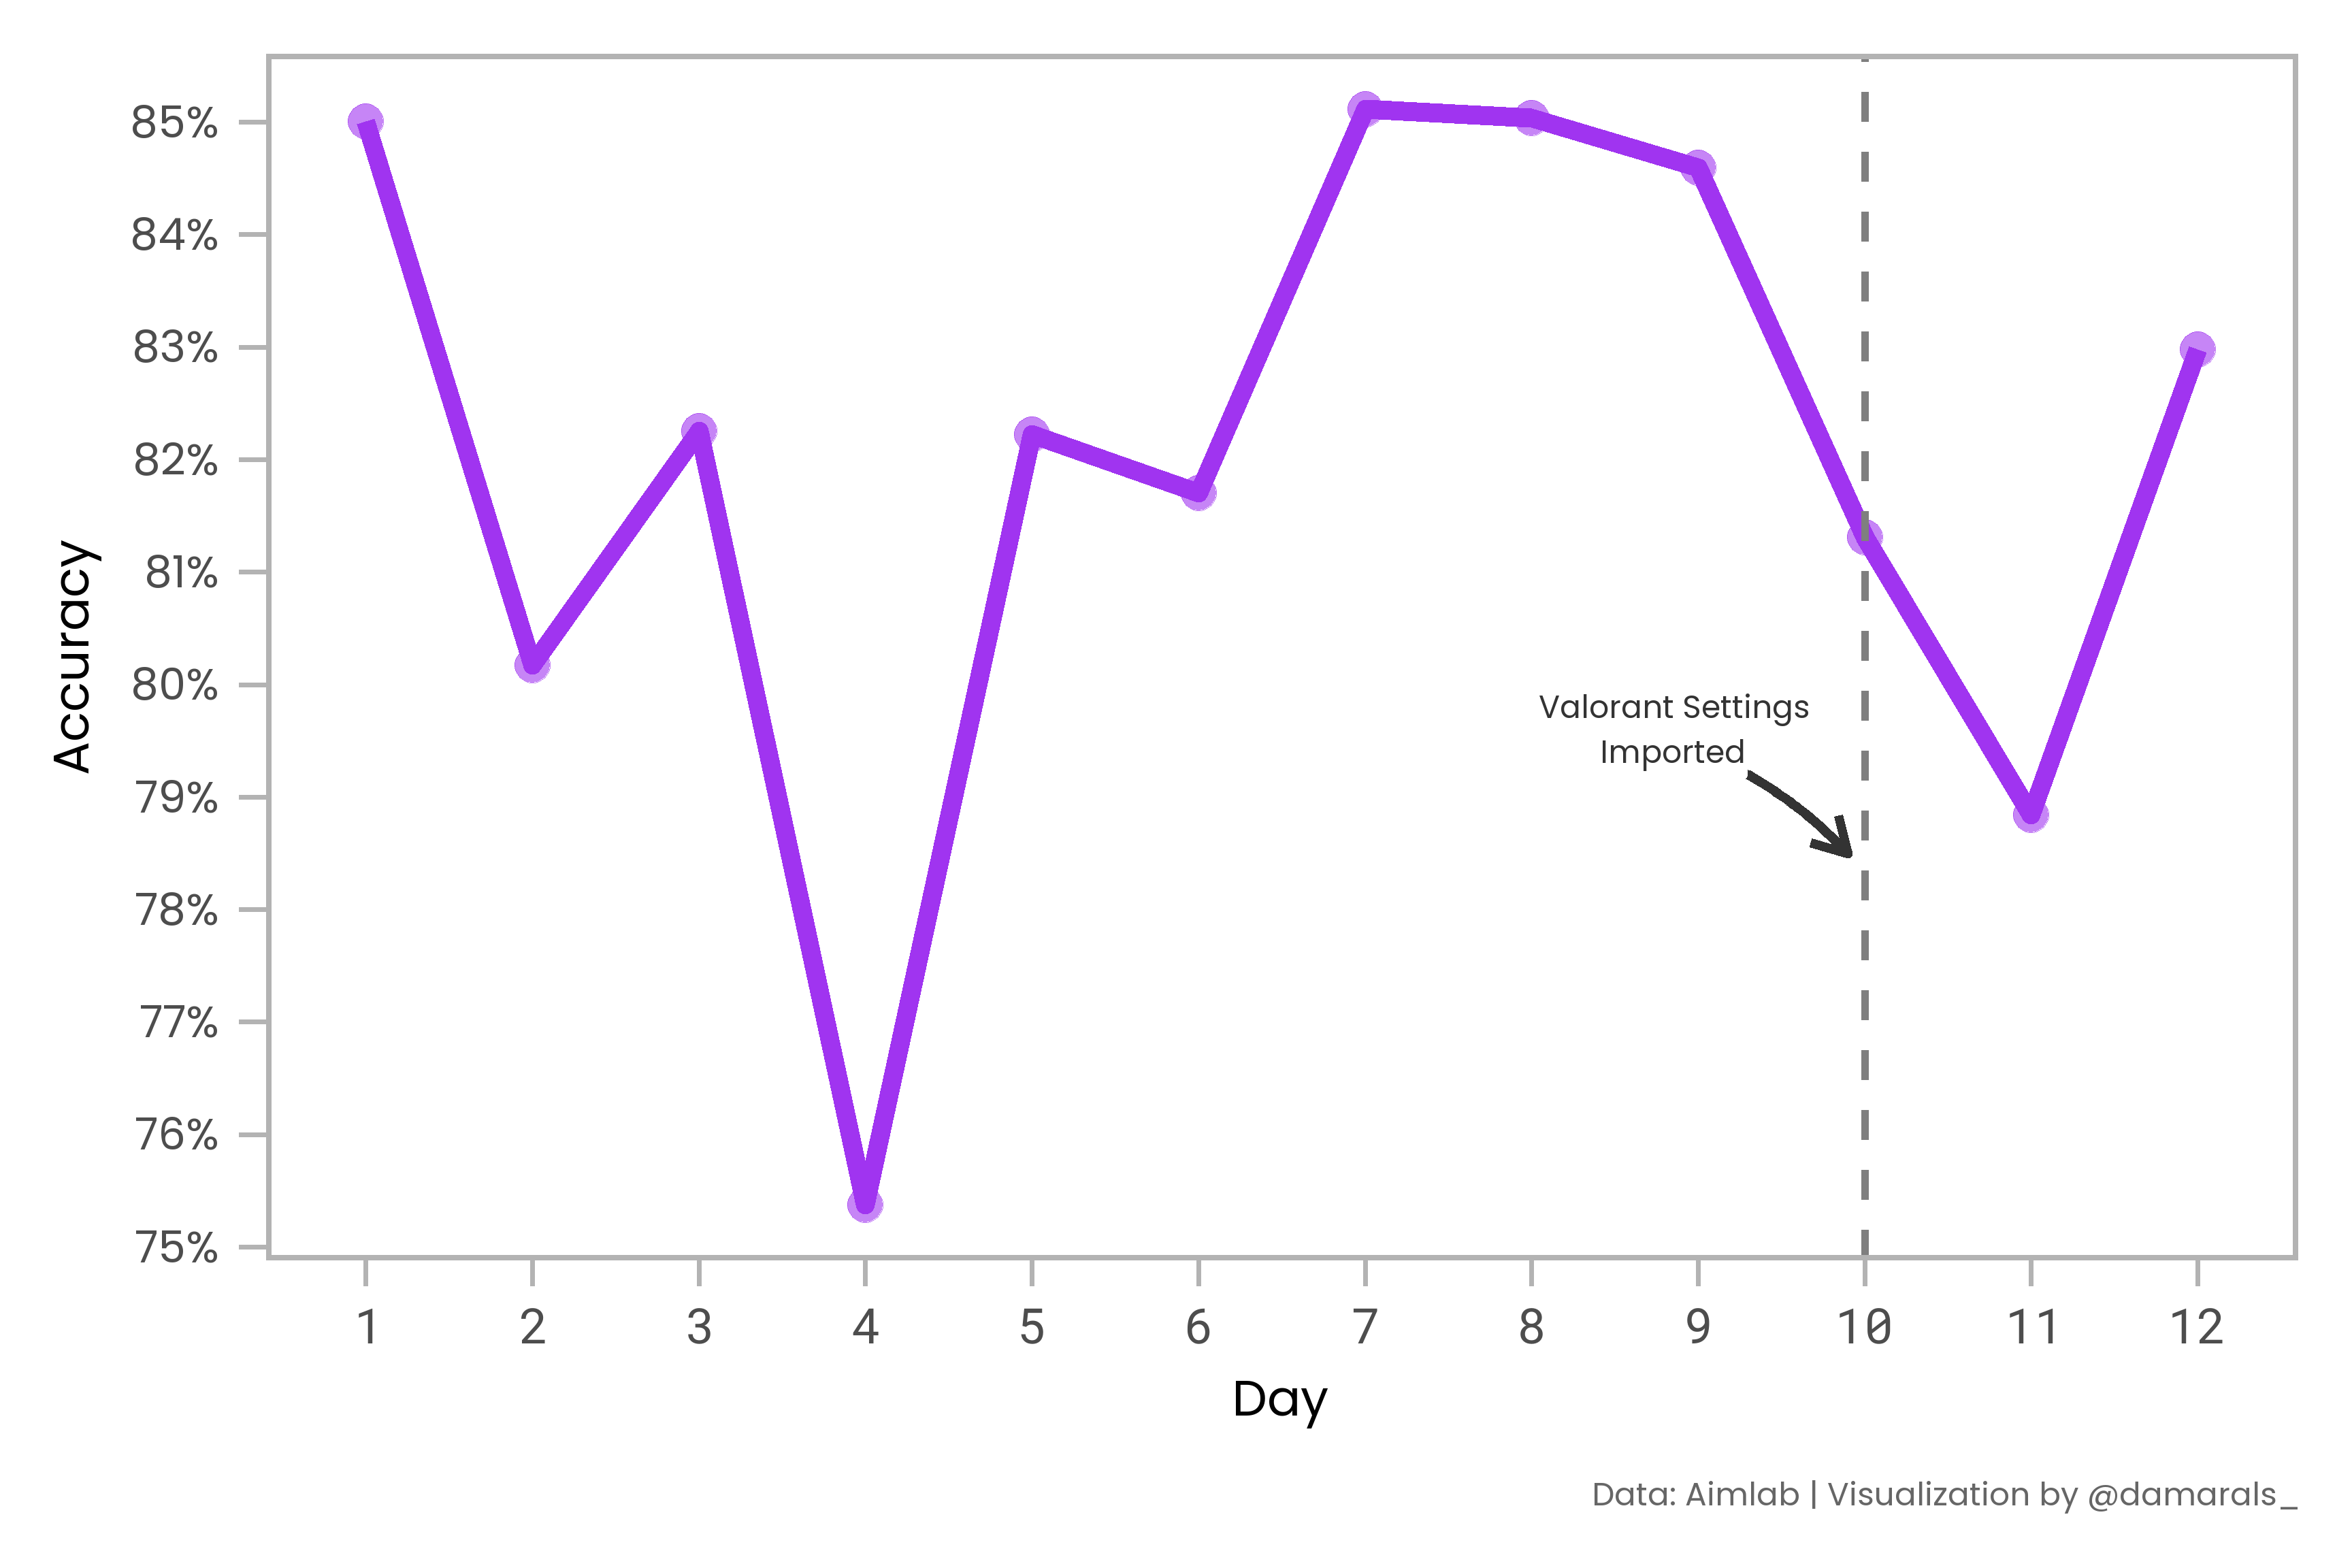 Accuracy
85%
84%
83%
82%
81%
80%
79%
78%
77%
76%
75%
Valorant Settings
Imported
1 2 3 4 5 6 7 8 9 10 11 12
Day
Data: Aimlab | Visualization by @damarals_